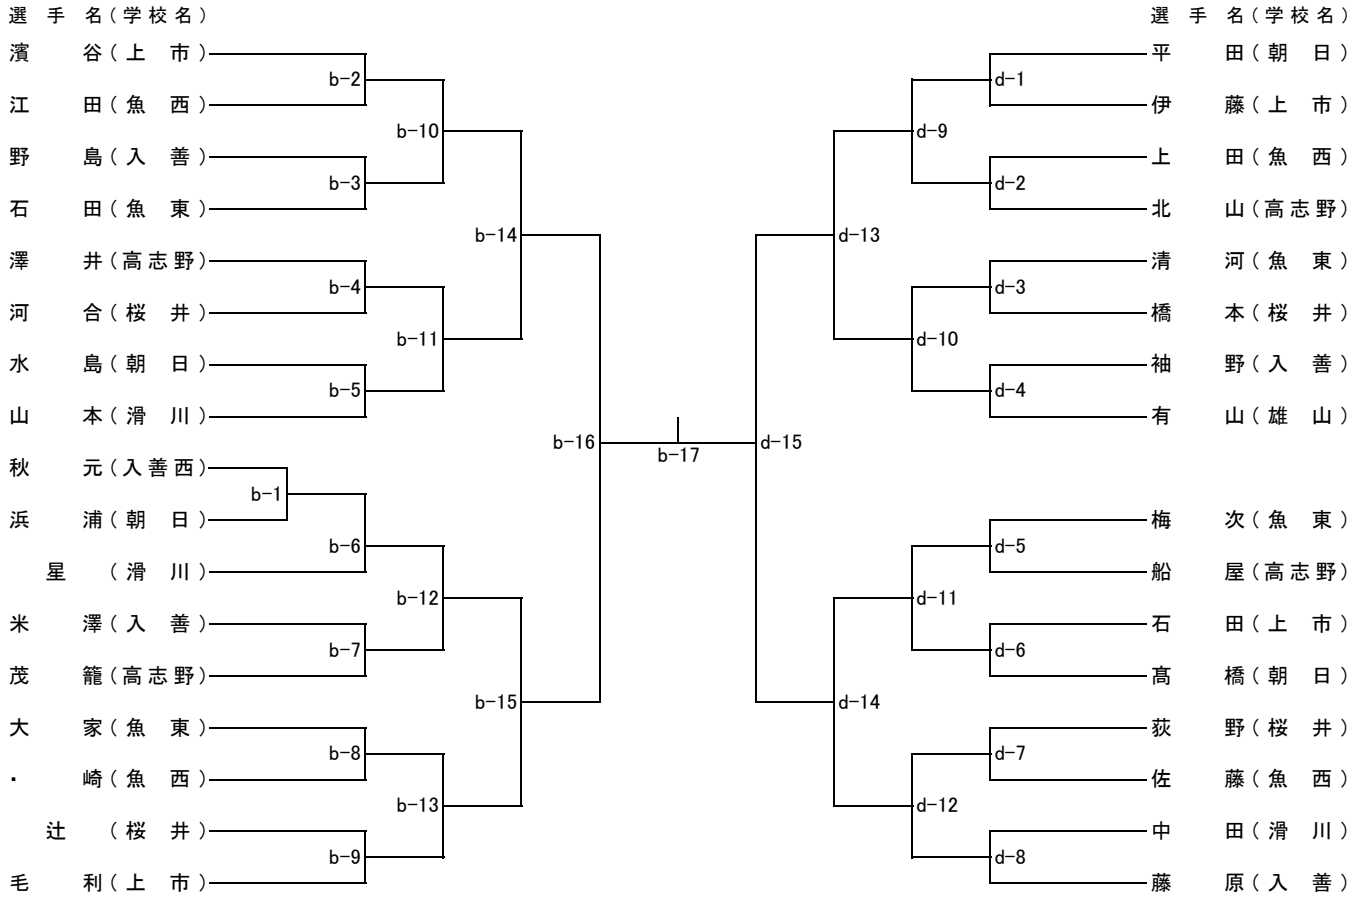 選 手 名(学校名)
濱 谷(上 市)
江 田(魚 西)
野 島(入 善)
石 田(魚 東)
澤 井(高志野)
河 合(桜 井)
水 島(朝 日)
山 本(滑 川)
秋 元(入善西)
浜 浦(朝 日)
星 (滑 川)
米 澤(入 善)
茂 籠(高志野)
大 家(魚 東)
・ 崎(魚 西)
辻 (桜 井)
毛 利(上 市)
b-1
b-2
b-3
b-4
b-5
b-6
b-7
b-8
b-9
b-10
b-11
b-12
b-13
b-14
b-15
b-16
b-17
d-15
d-13
d-14
d-9
d-10
d-11
d-12
d-1
d-2
d-3
d-4
d-5
d-6
d-7
d-8
選 手 名(学校名)
平 田(朝 日)
伊 藤(上 市)
上 田(魚 西)
北 山(高志野)
清 河(魚 東)
橋 本(桜 井)
袖 野(入 善)
有 山(雄 山)
梅 次(魚 東)
船 屋(高志野)
石 田(上 市)
髙 橋(朝 日)
荻 野(桜 井)
佐 藤(魚 西)
中 田(滑 川)
藤 原(入 善)